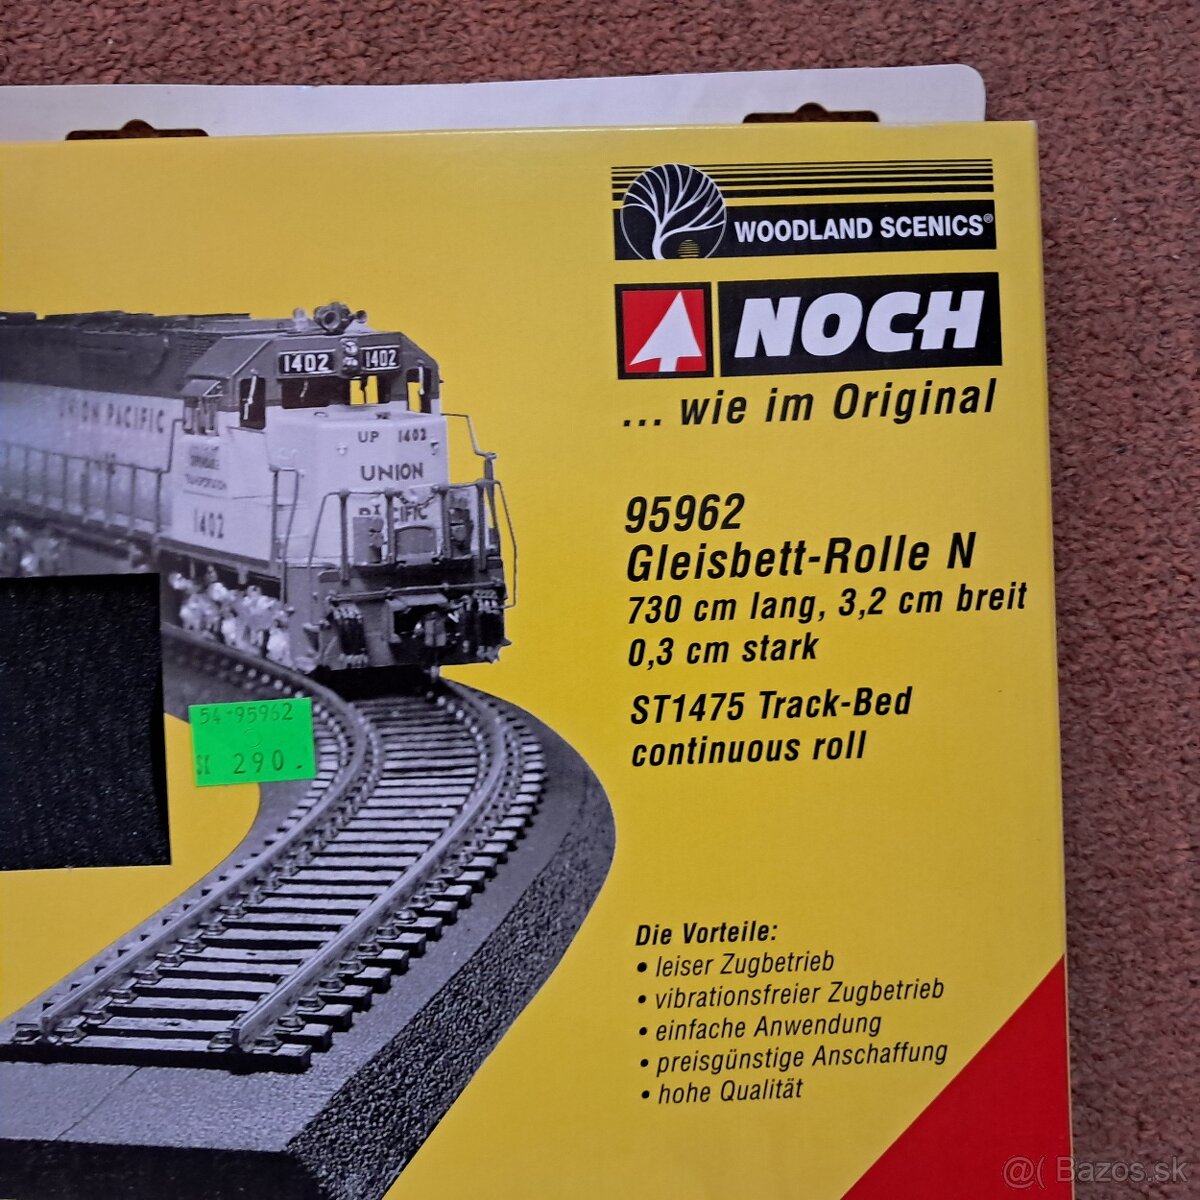 WOODLAND SCENICS®
NOCH
... wie im Original
95962
Gleisbett-Rolle N
730 cm lang, 3,2 cm breit
0,3 cm stark
ST1475 Track-Bed
continuous roll
1402 1402
UNION PACIFIC
UP 1402
UNION
PACIFIC
1402
54-95962
SK 290.
Die Vorteile:
• leiser Zugbetrieb
• vibrationsfreier Zugbetrieb
• einfache Anwendung
• preisgünstige Anschaffung
• hohe Qualität
@( Bazos.sk